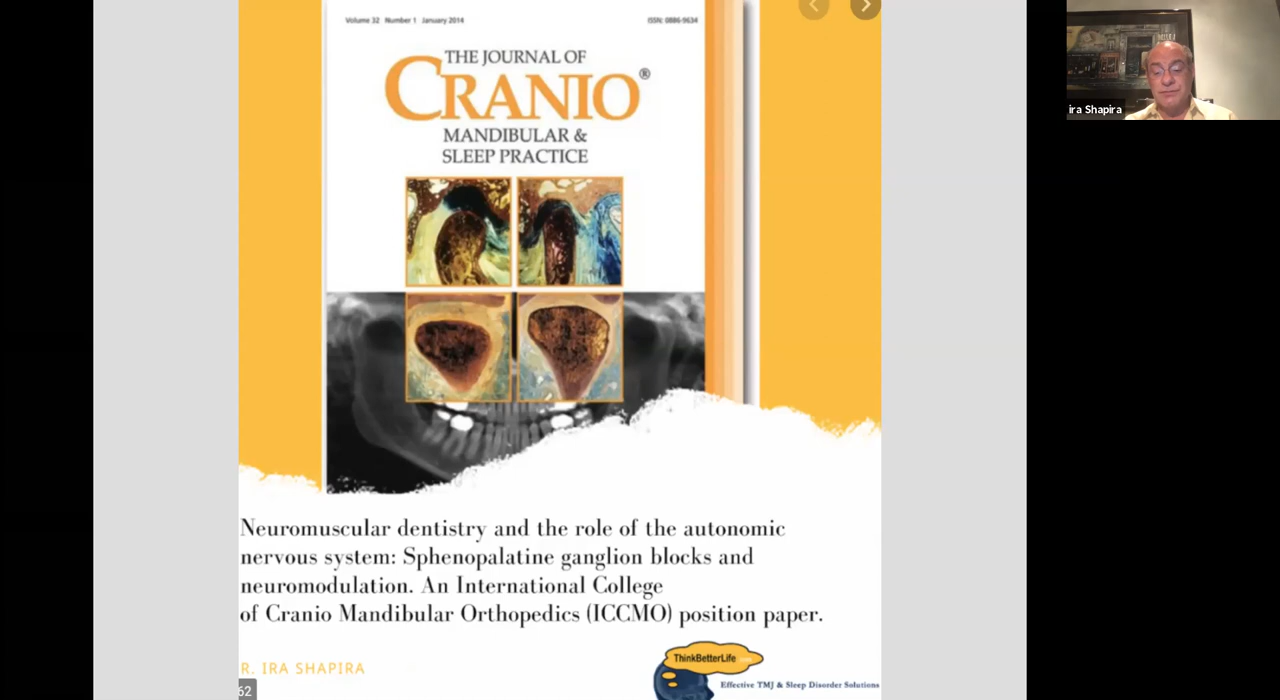 Volume 32 Number 1 January 2014
ISSN: 0886-9634
THE JOURNAL OF
CRANIO®
MANDIBULAR &
SLEEP PRACTICE
ira Shapira
Neuromuscular dentistry and the role of the autonomic
nervous system: Sphenopalatine ganglion blocks and
neuromodulation. An International College
of Cranio Mandibular Orthopedics (ICCMO) position paper.
R. IRA SHAPIRA
ThinkBetterLife
Effective TMJ & Sleep Disorder Solutions
62